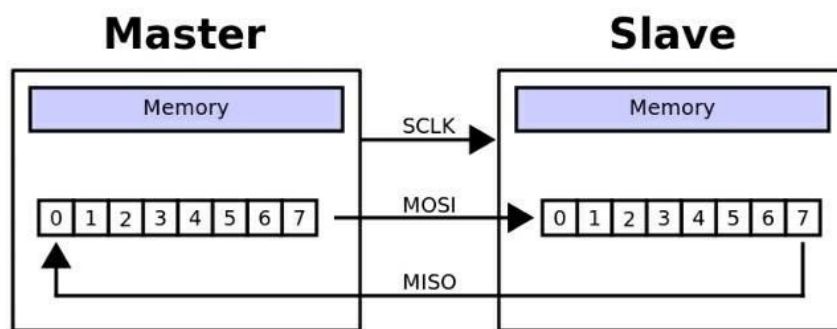 Master Slave
Memory Memory
SCLK
0 1 2 3 4 5 6 7 MOSI 0 1 2 3 4 5 6 7
MISO